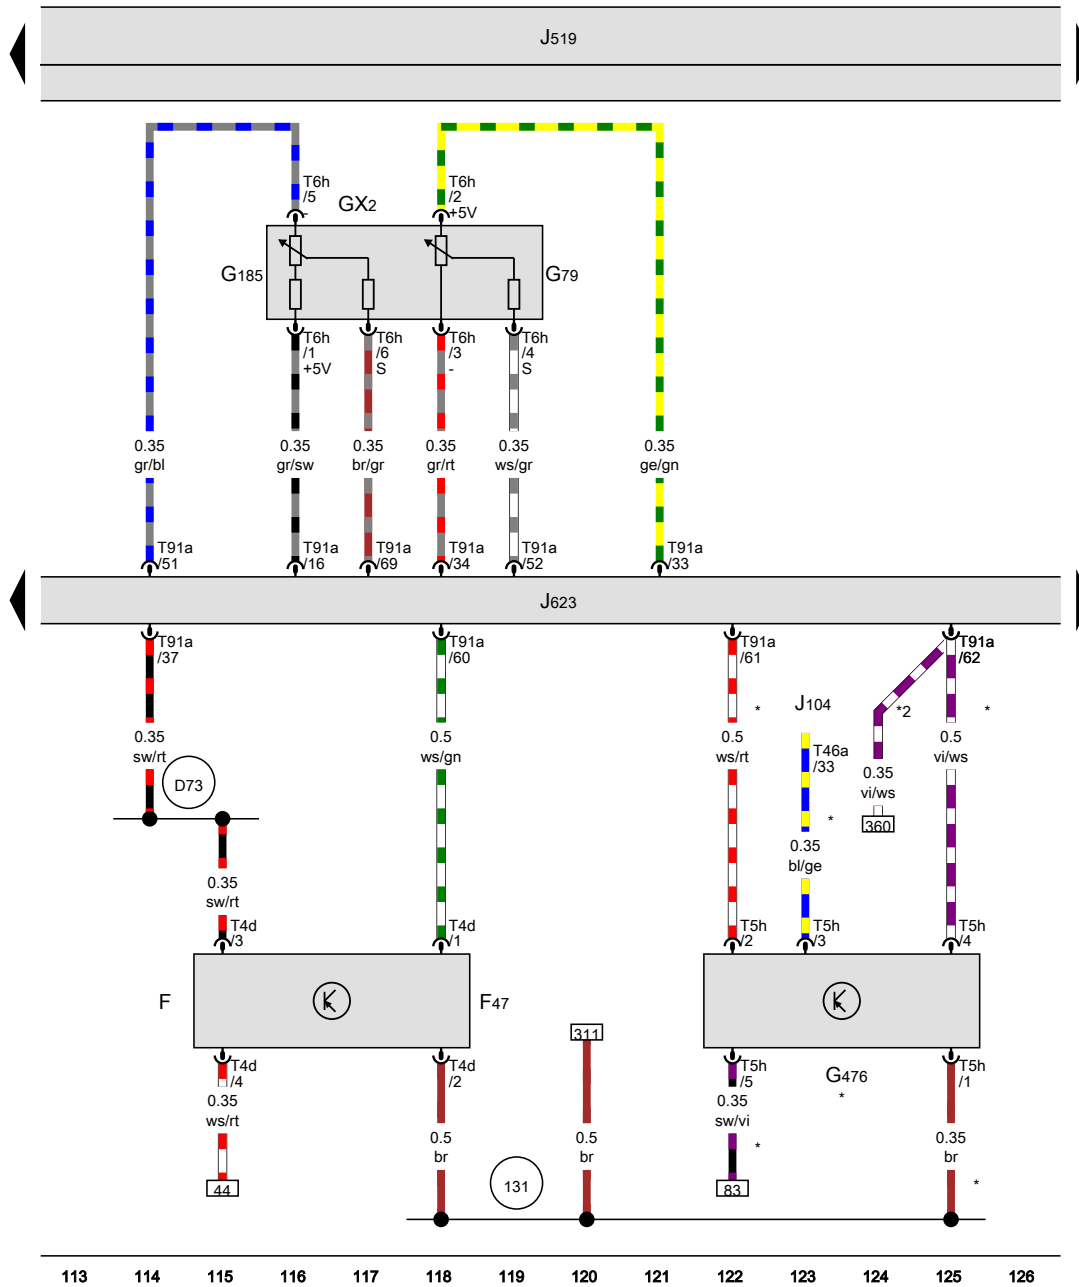 J519
T6h
/5
-
GX2
T6h
/2
+5V
G185
G79
T6h
/1
+5V
T6h
/6
S
T6h
/3
-
T6h
/4
S
0.35
gr/bl
0.35
gr/sw
0.35
br/gr
0.35
gr/rt
0.35
ws/gr
0.35
ge/gn
T91a
/51
T91a
/16
T91a
/69
T91a
/34
T91a
/52
T91a
/33
J623
T91a
/37
T91a
/60
T91a
/61
T91a
/62
J104
*
*2
*
0.35
sw/rt
0.5
ws/gn
0.5
ws/rt
T46a
/33
0.35
vi/ws
0.5
vi/ws
D73
*
360
0.35
sw/rt
0.35
bl/ge
T4d
/3
T4d
/1
T5h
/2
T5h
/3
T5h
/4
F
F47
311
T4d
/4
T4d
/2
T5h
/5
G476
*
T5h
/1
0.35
ws/rt
0.5
br
0.5
br
0.35
sw/vi
*
0.35
br
*
44
131
83
113 114 115 116 117 118 119 120 121 122 123 124 125 126